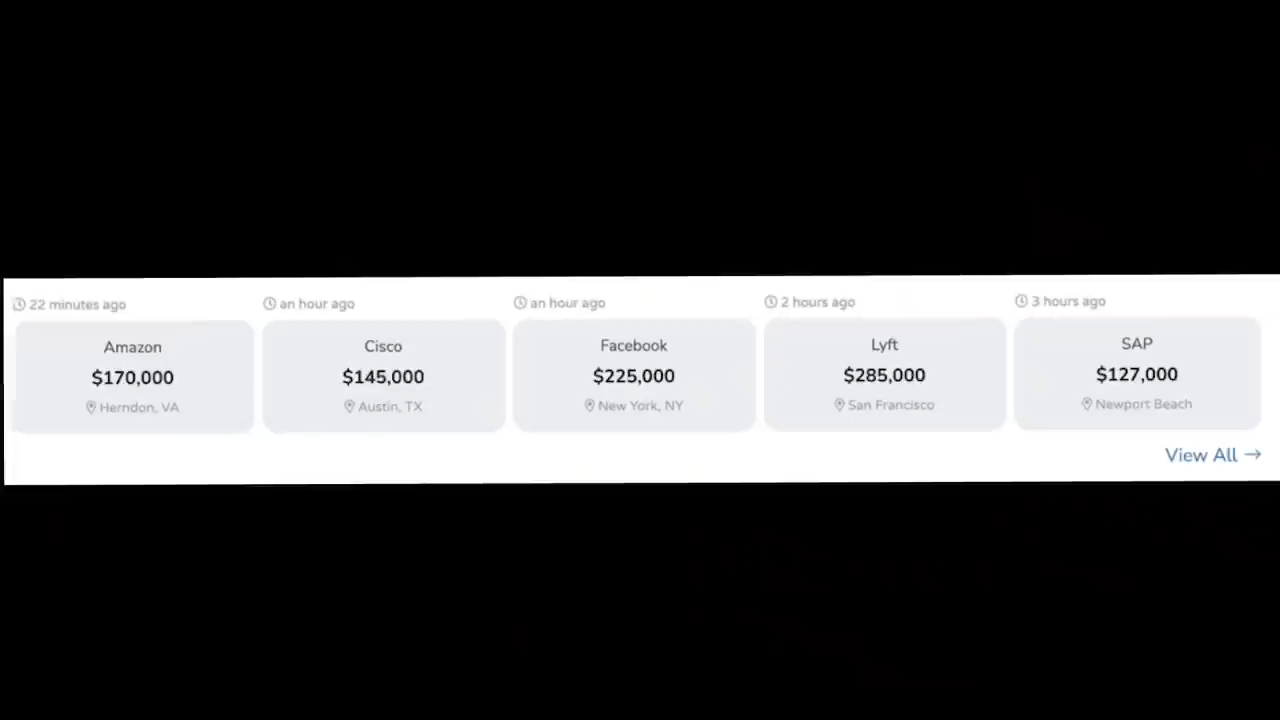 22 minutes ago
Amazon
$170,000
Herndon, VA
an hour ago
Cisco
$145,000
Austin, TX
an hour ago
Facebook
$225,000
New York, NY
2 hours ago
Lyft
$285,000
San Francisco
3 hours ago
SAP
$127,000
Newport Beach
View All →